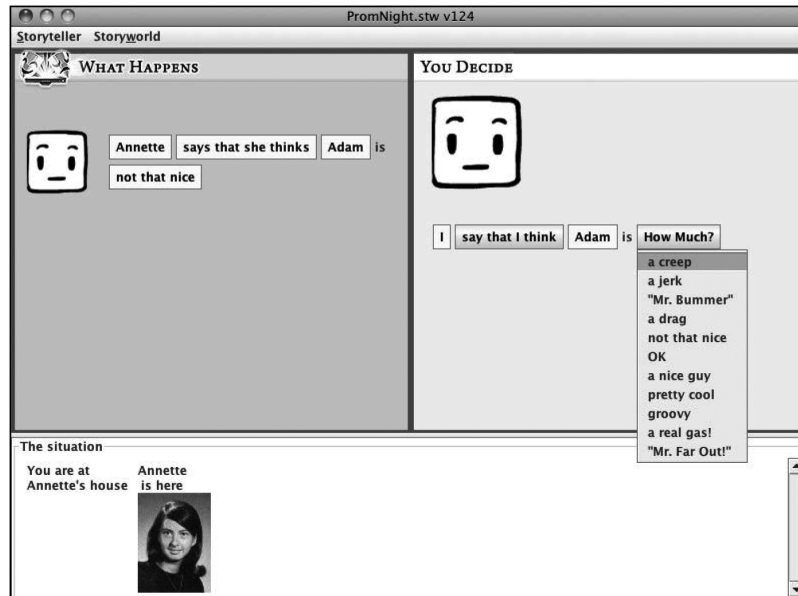 PromNight.stw v124
Storyteller Storyworld
WHAT HAPPENS
Annette says that she thinks Adam is
not that nice
YOU DECIDE
I say that I think Adam is How Much?
a creep
a jerk
"Mr. Bummer"
a drag
not that nice
OK
a nice guy
pretty cool
groovy
a real gas!
"Mr. Far Out!"
The situation
You are at
Annette's house
Annette
is here